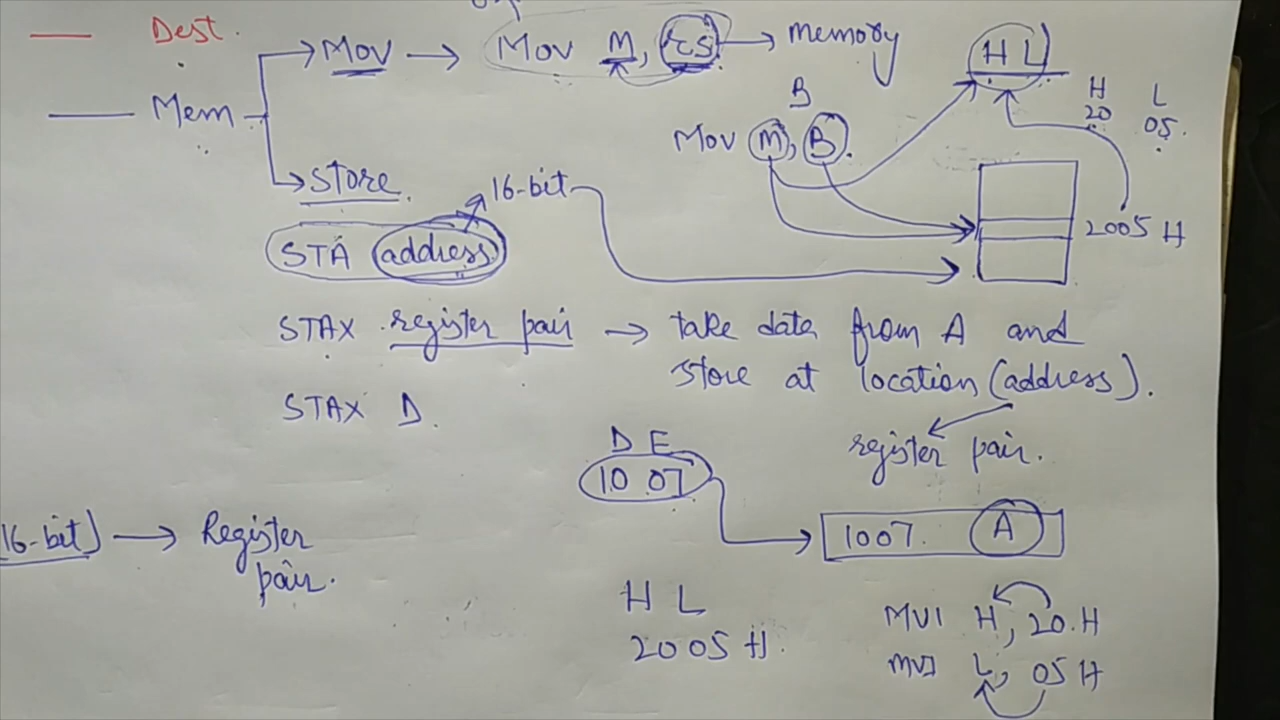 Dest.
MOV → MOV M, rs → memory
HL
H L
20 05.
Mem
B
MOV M, B.
store
16-bit
STA address
2005 H
STAX register pair → take data from A and
store at location (address).
STAX D.
register pair.
D E
10 07
1007. A
16-bit) → Register
pair.
H L
2005 H.
MVI H, 20 H
MVI L, 05 H